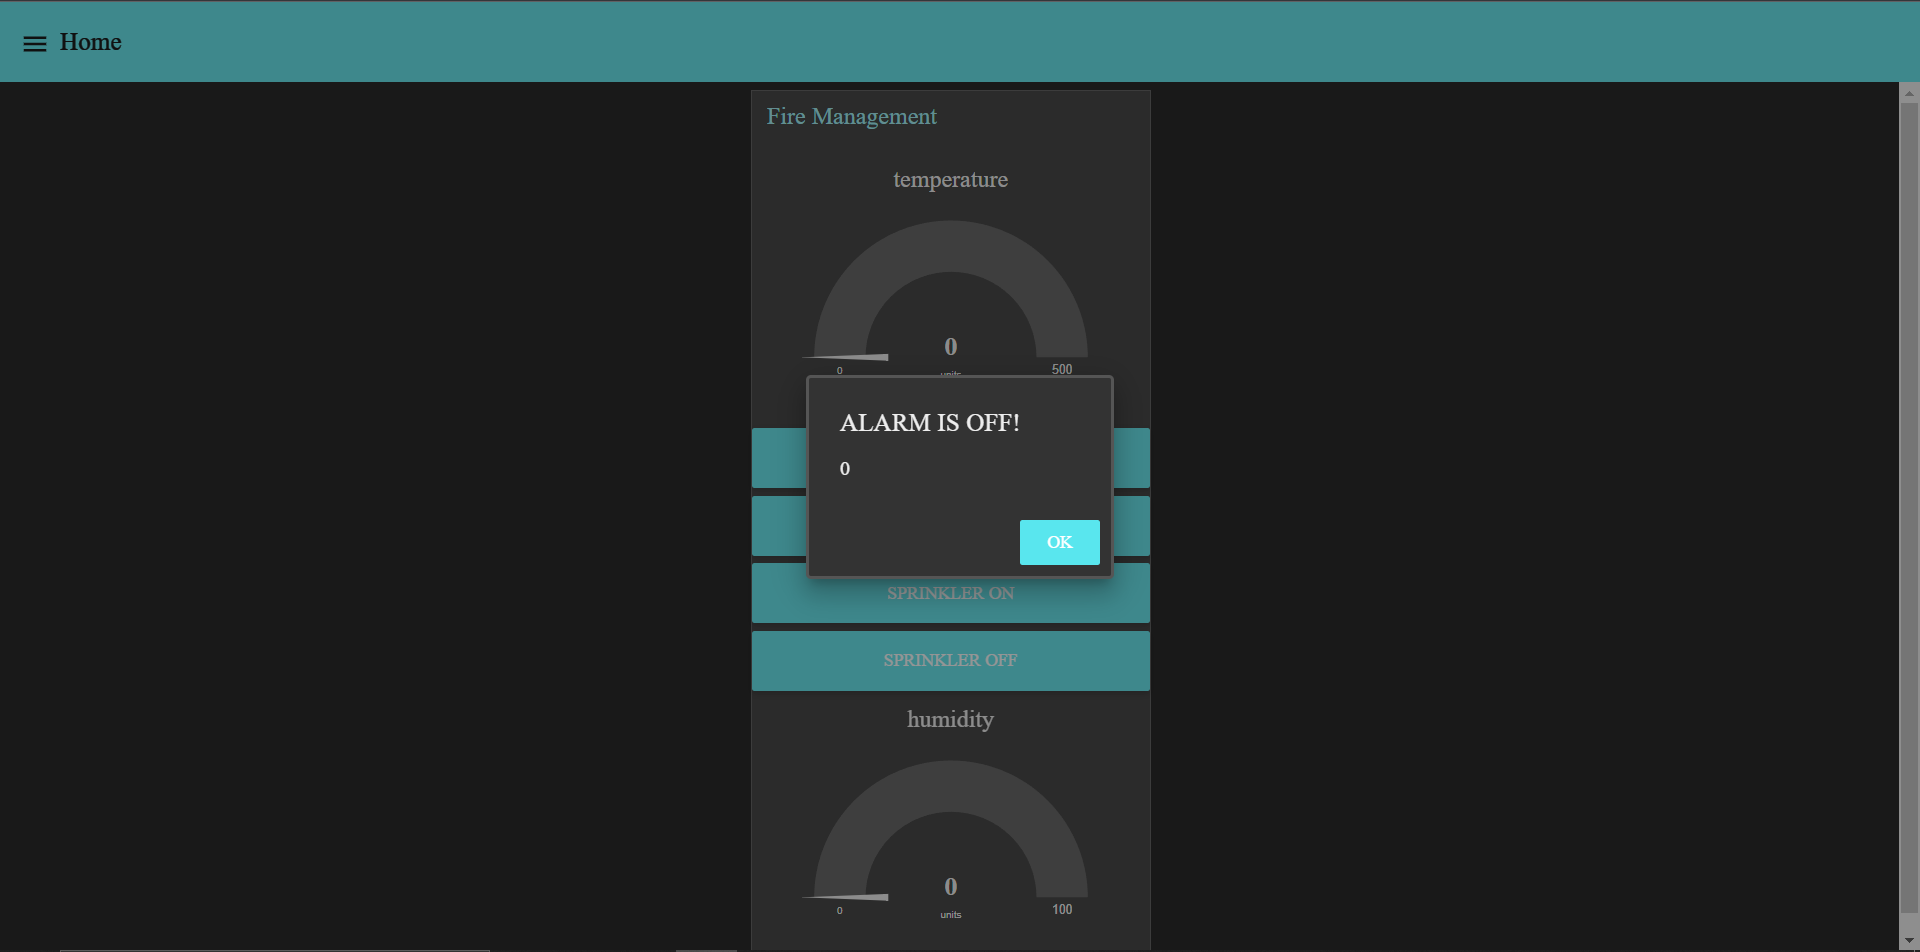 Home
Fire Management
temperature
0
0
500
ALARM IS OFF!
0
OK
SPRINKLER ON
SPRINKLER OFF
humidity
0
0
units
100